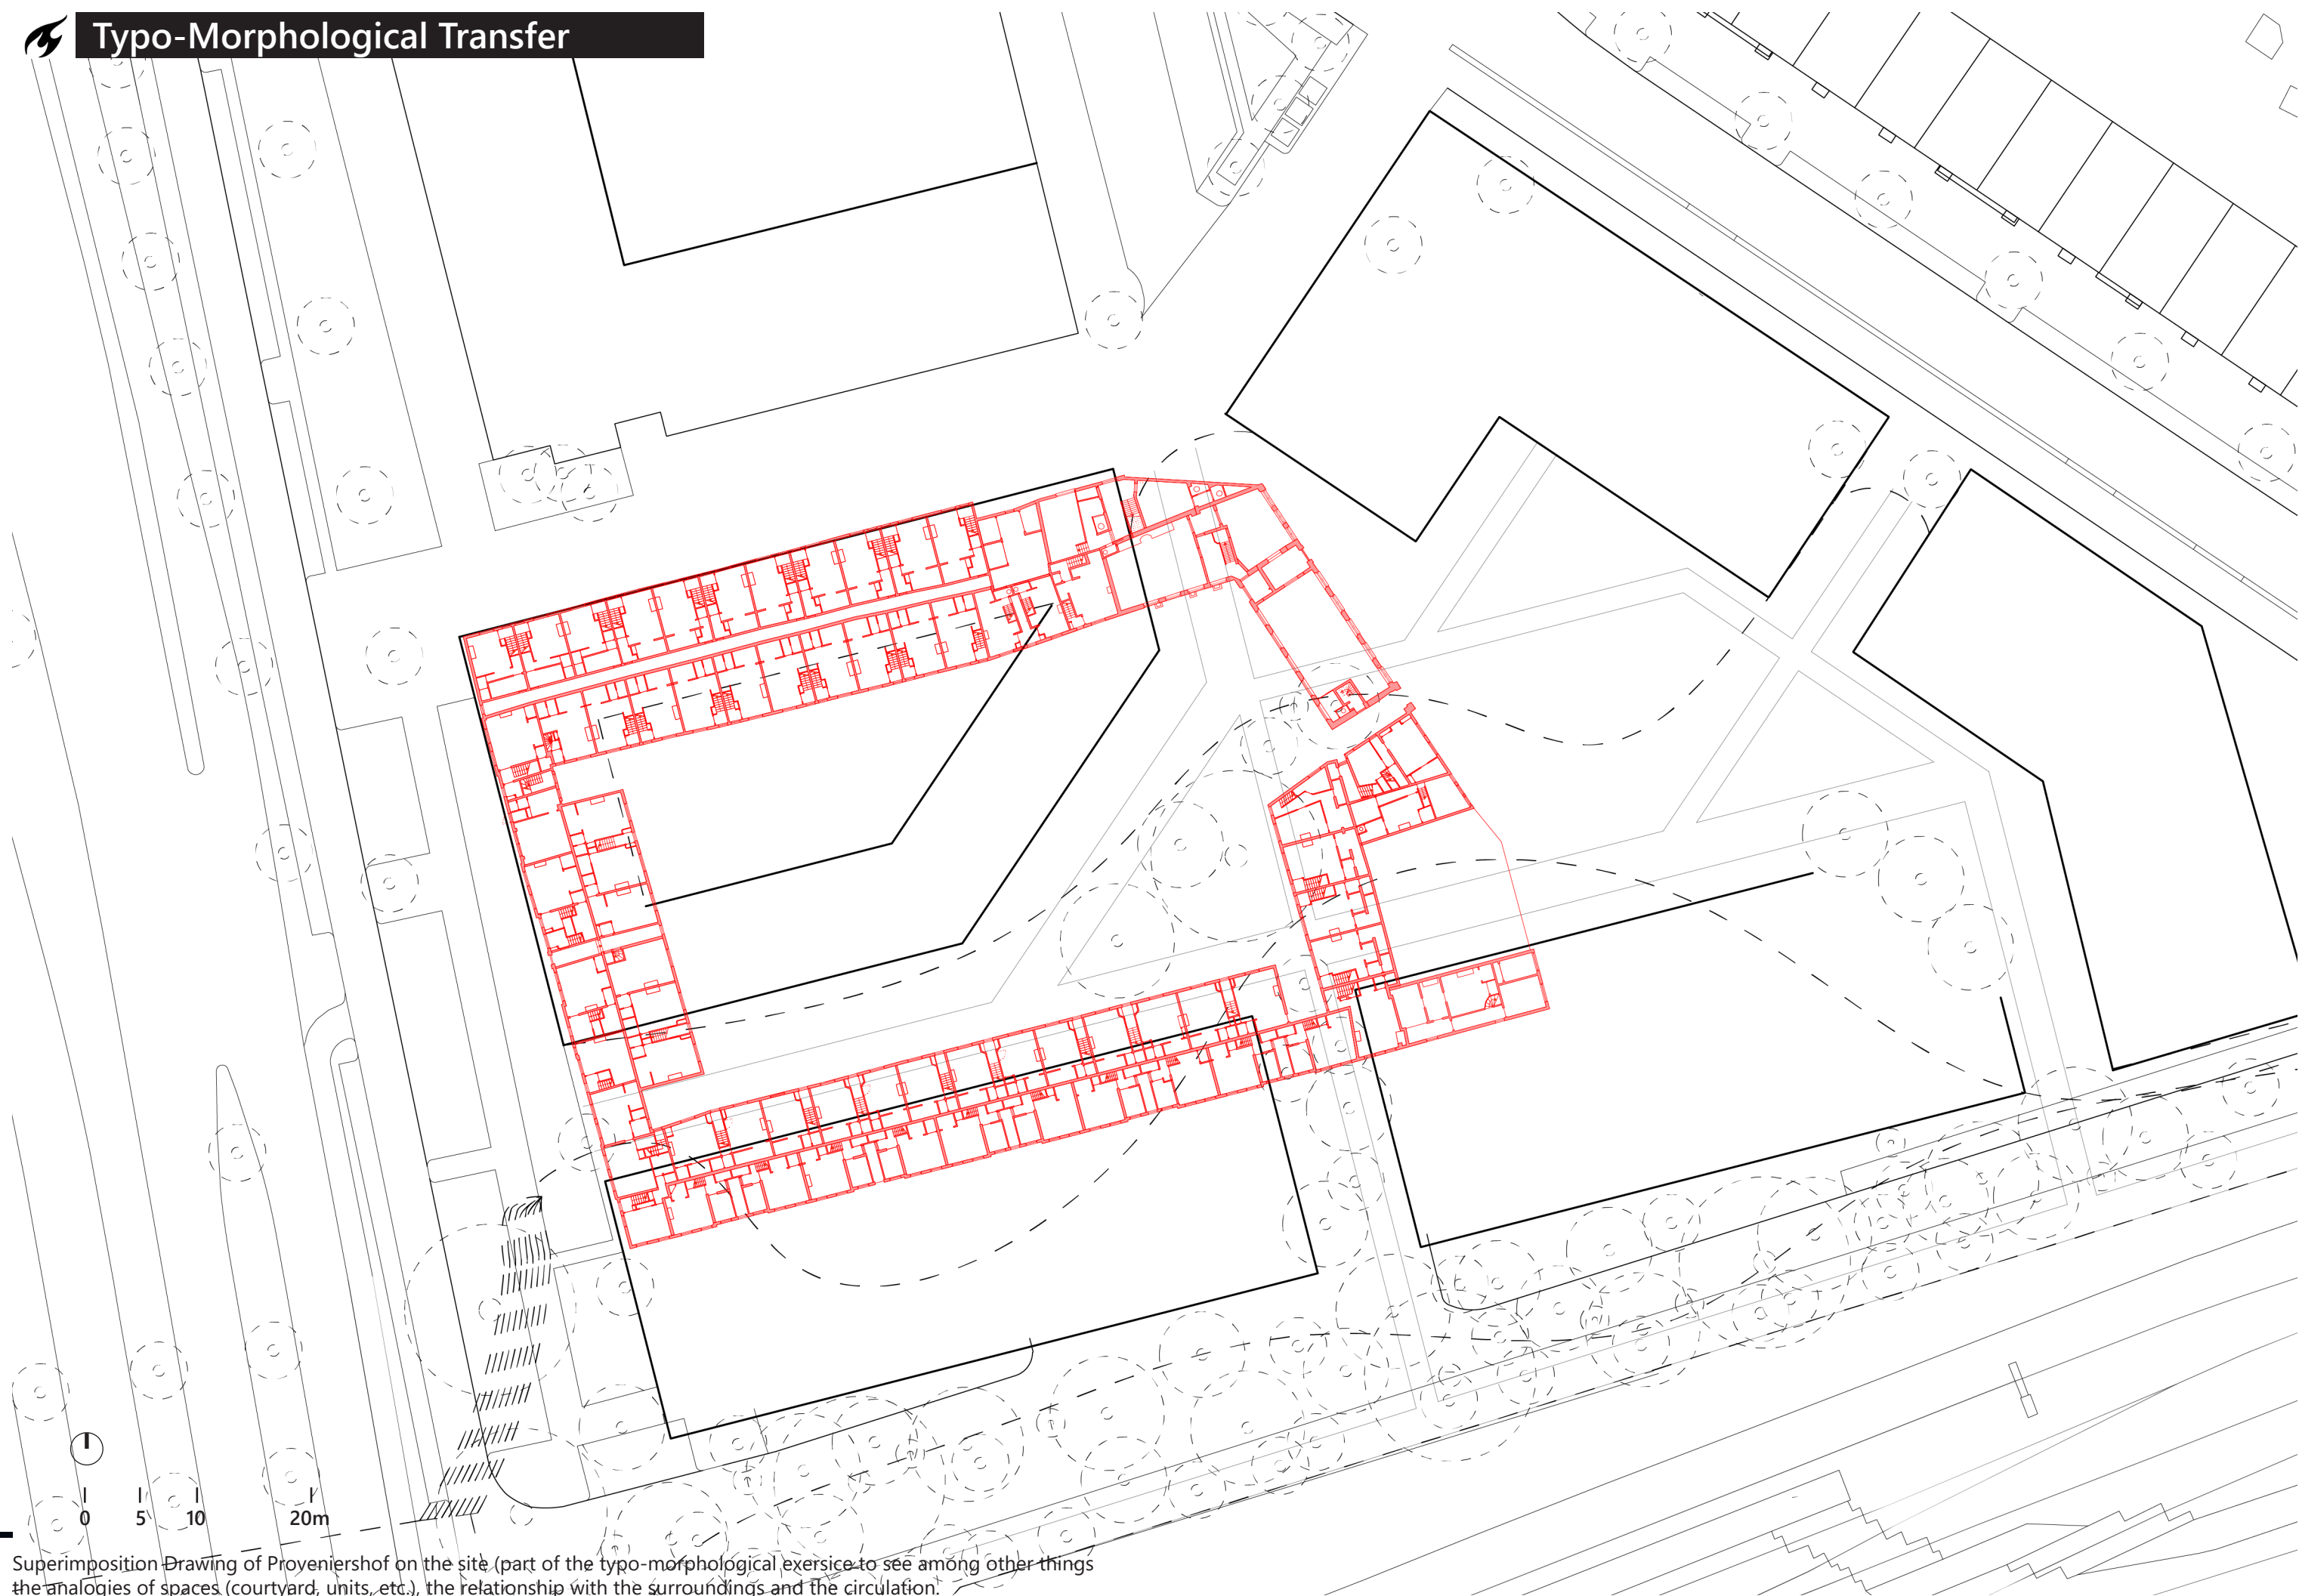 Typo-Morphological Transfer
0 5 10 20m
Superimposition Drawing of Proveniershof on the site (part of the typo-morphological exersice to see among other things
the analogies of spaces (courtyard, units, etc.), the relationship with the surroundings and the circulation.